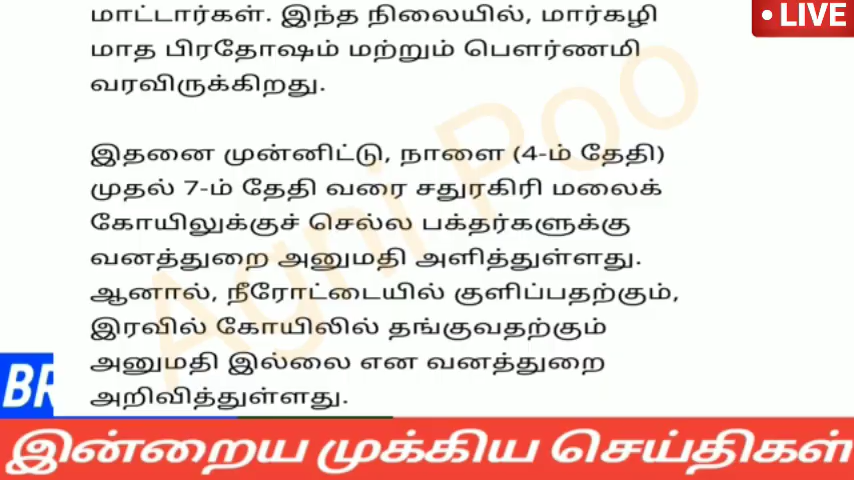 மாட்டார்கள். இந்த நிலையில், மார்கழி
LIVE
மாத பிரதோஷம் மற்றும் பௌர்ணமி
வரவிருக்கிறது.
இதனை முன்னிட்டு, நாளை (4-ம் தேதி)
முதல் 7-ம் தேதி வரை சதுரகிரி மலைக்
கோயிலுக்குச் செல்ல பக்தர்களுக்கு
வனத்துறை அனுமதி அளித்துள்ளது.
ஆனால், நீரோட்டையில் குளிப்பதற்கும்,
இரவில் கோயிலில் தங்குவதற்கும்
அனுமதி இல்லை என வனத்துறை
அறிவித்துள்ளது.
Agni Poo
BR
இன்றைய முக்கிய செய்திகள்